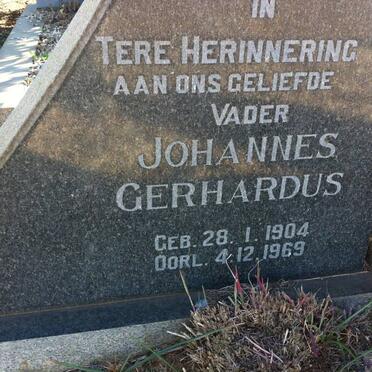 IN
TERE HERINNERING
AAN ONS GELIEFDE
VADER
JOHANNES
GERHARDUS
GEB. 28. 1. 1904
OORL. 4.12.1969